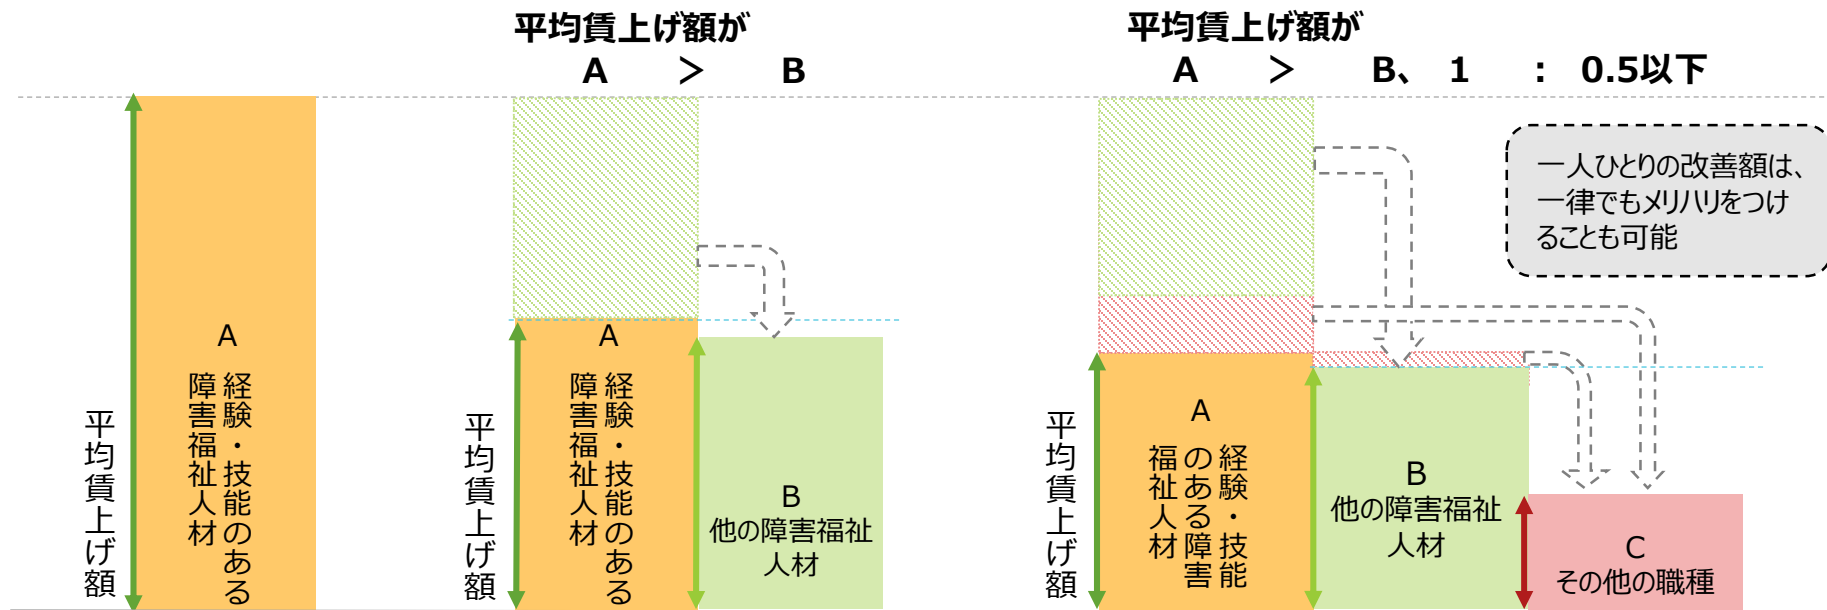 平均賃上げ額が
A > B
平均賃上げ額が
A > B、 1 : 0.5以下
一人ひとりの改善額は、
一律でもメリハリをつけ
ることも可能
平均賃上げ額
A
経験・技能のある
障害福祉人材
平均賃上げ額
A
経験・技能のある
障害福祉人材
B
他の障害福祉
人材
平均賃上げ額
A
経験・技能
のある障害
福祉人材
B
他の障害福祉
人材
C
その他の職種